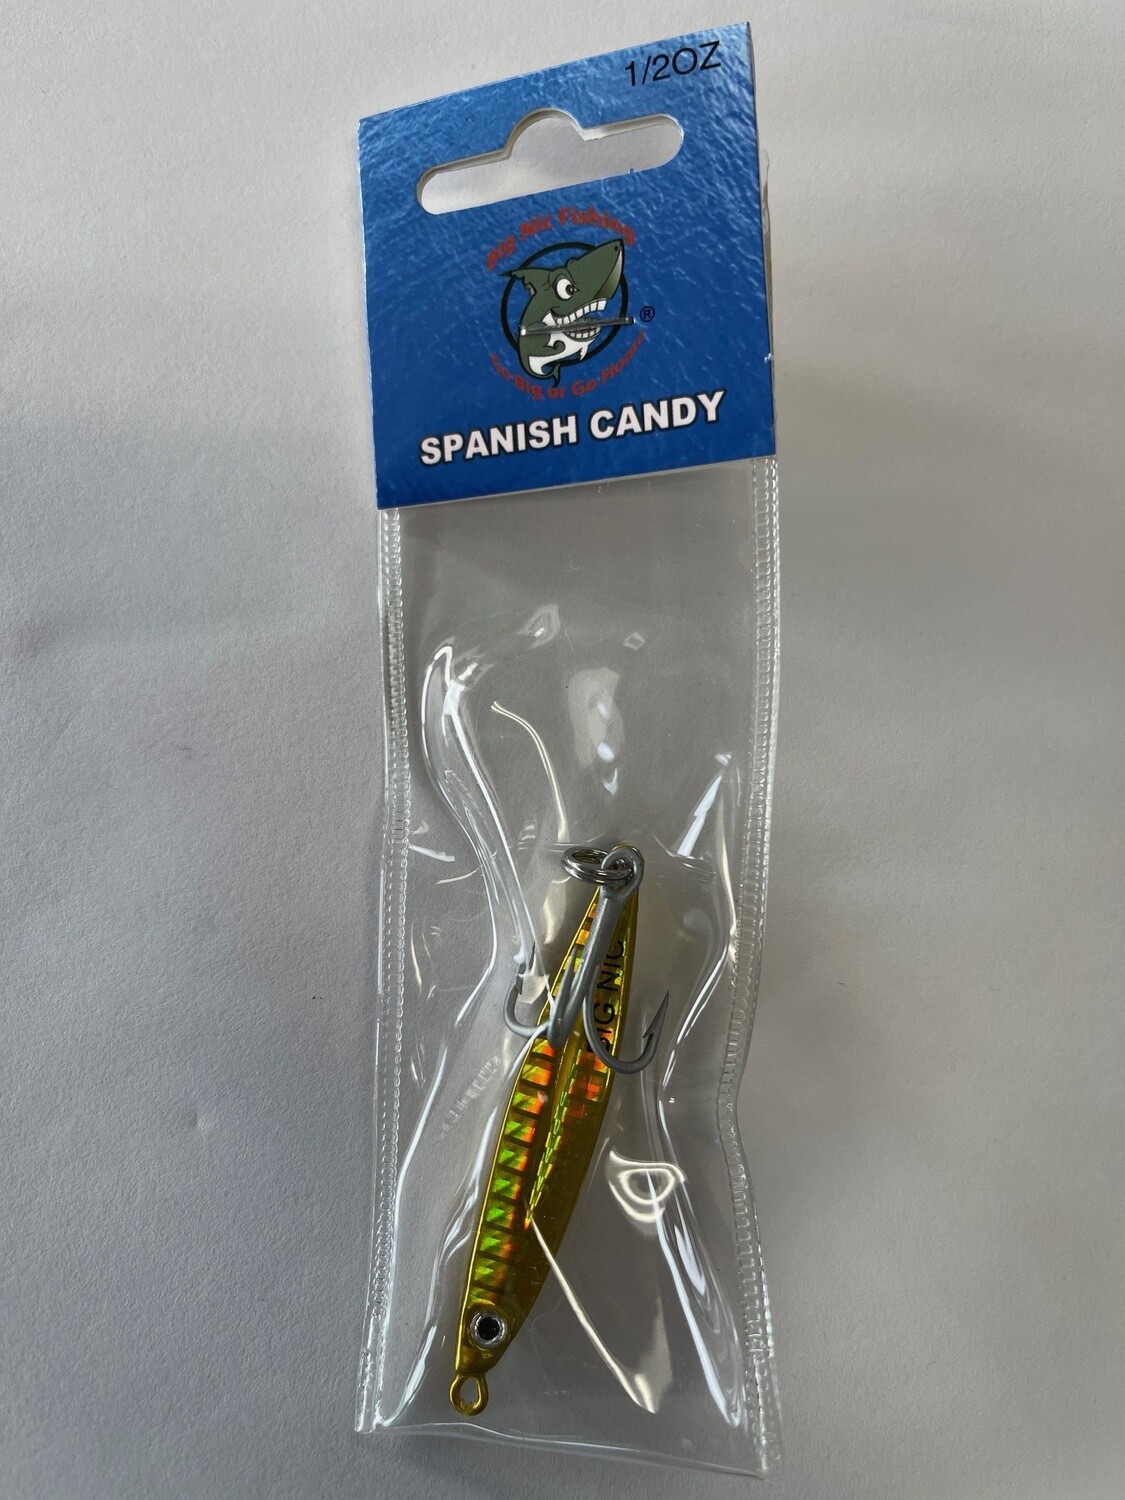 1/2OZ
Big Nic Fishing
®
Go Big or Go Home
SPANISH CANDY
BIG NIC